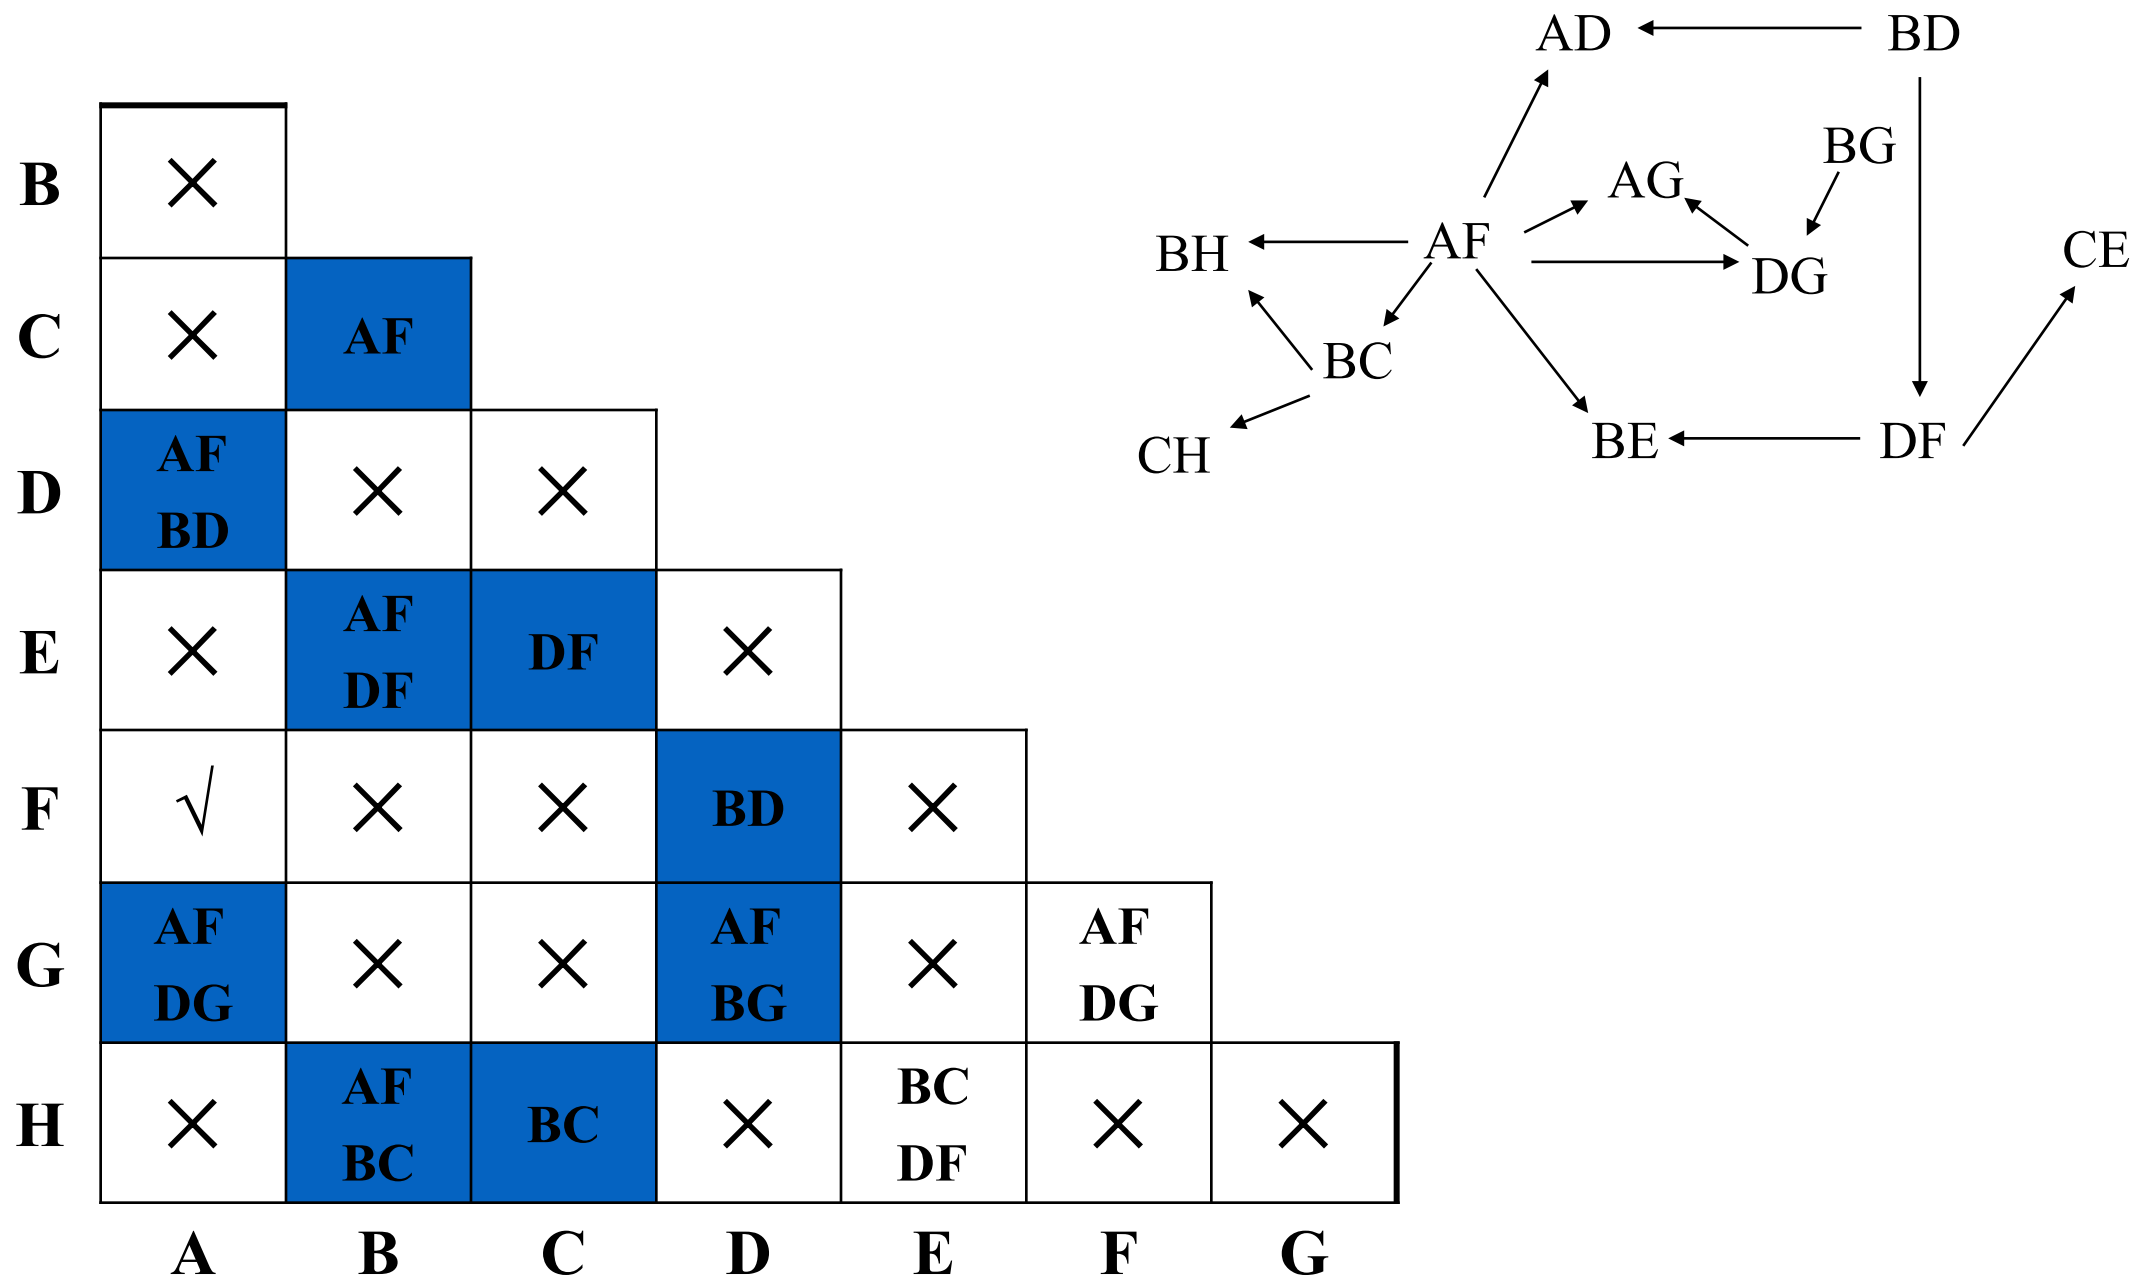 AD BD
BG
AG
AF
BH
CE
DG
BC
BE DF
CH
B ×
C × AF
D AF
BD × ×
E × AF
DF DF ×
F √ × × BD ×
G AF
DG × × AF
BG × AF
DG
H × AF
BC BC × BC
DF × ×
A B C D E F G